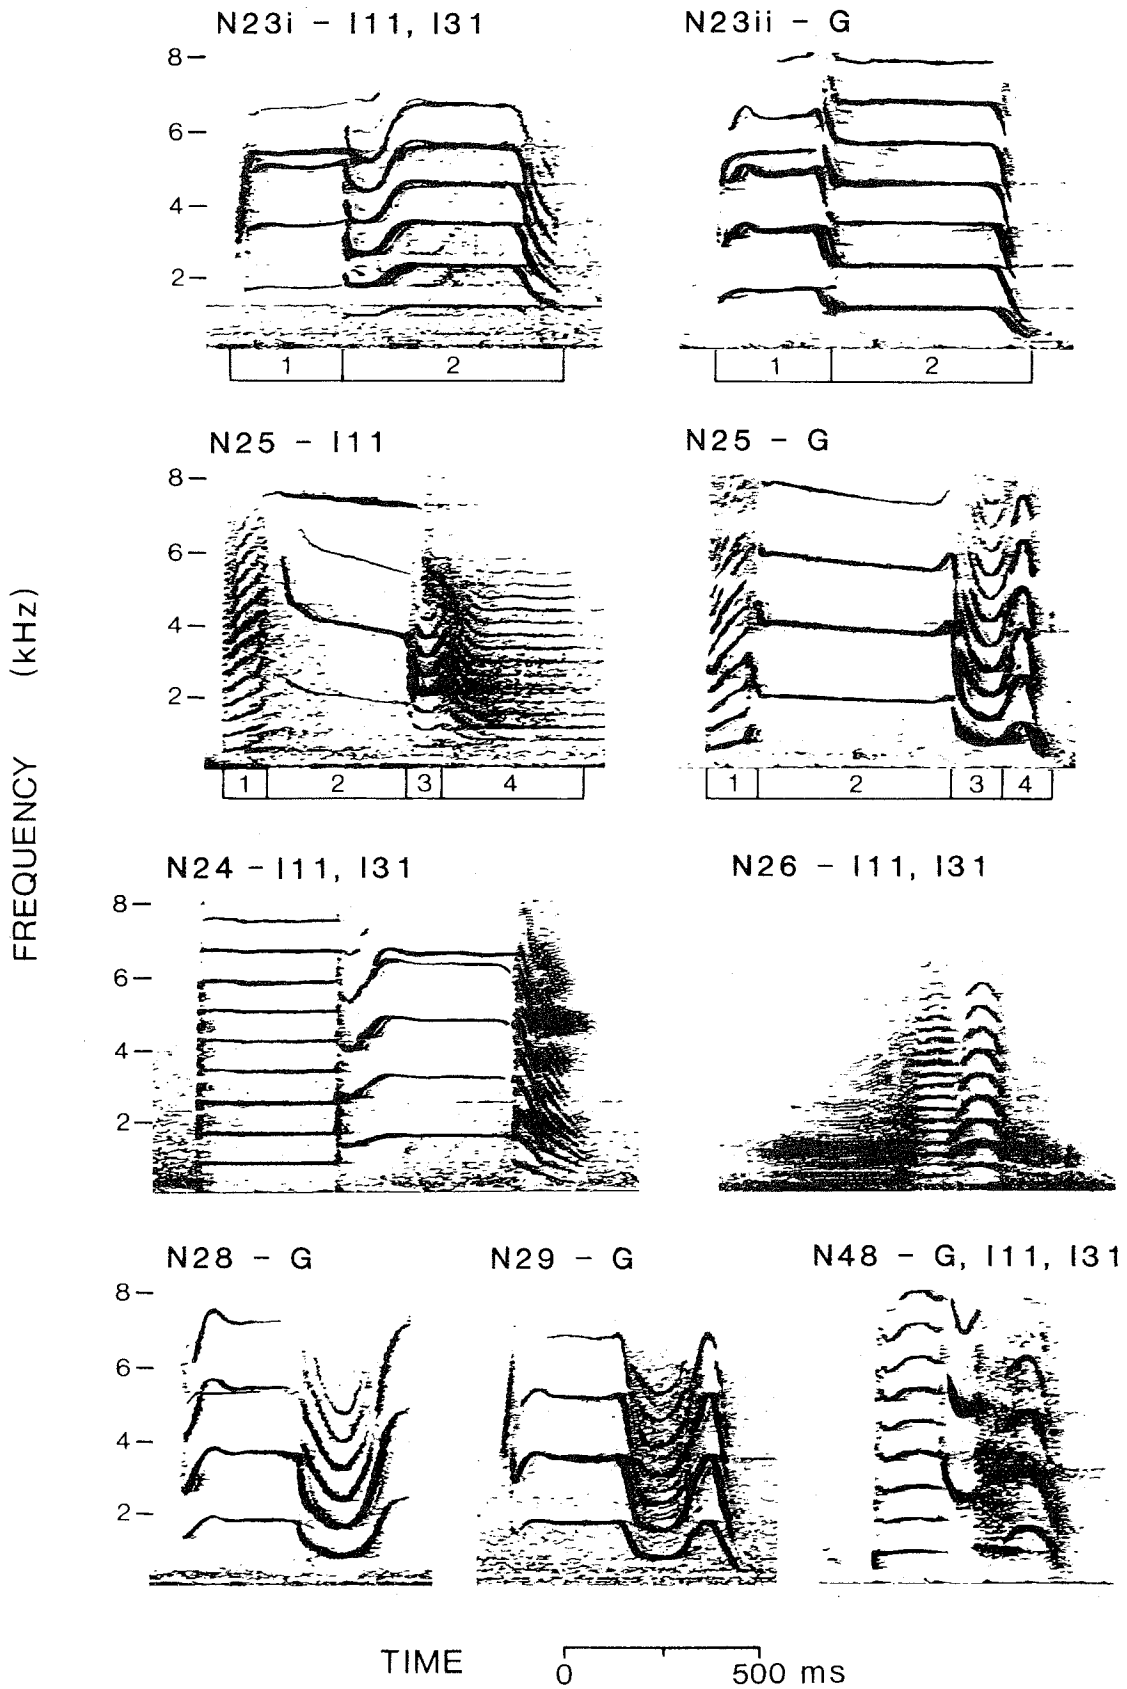 N23i – I11, I31
N23ii – G
8
6
4
2
1 2
1 2
N25 – I11
N25 – G
8
6
4
2
1 2 3 4
1 2 3 4
FREQUENCY (kHz)
N24 – I11, I31
N26 – I11, I31
8
6
4
2
N28 – G
N29 – G
N48 – G, I11, I31
8
6
4
2
TIME
0 500 ms